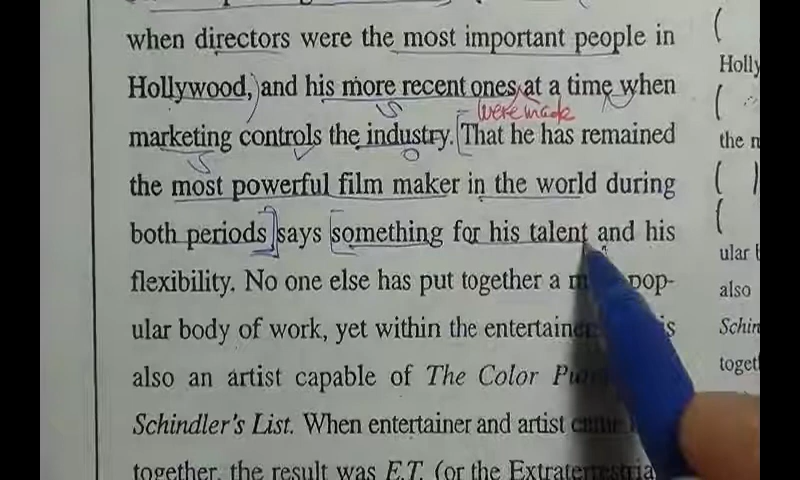 when directors were the most important people in
Hollywood, and his more recent ones at a time when
were made
marketing controls the industry. That he has remained
S V O
the most powerful film maker in the world during
both periods says something for his talent and his
flexibility. No one else has put together a pop-
ular body of work, yet within the entertainer is
also an artist capable of The Color
Schindler's List. When entertainer and artist came
together, the result was E.T. (or the Extraterrestrial
Holly
the m
ular b
also
Schin
toget